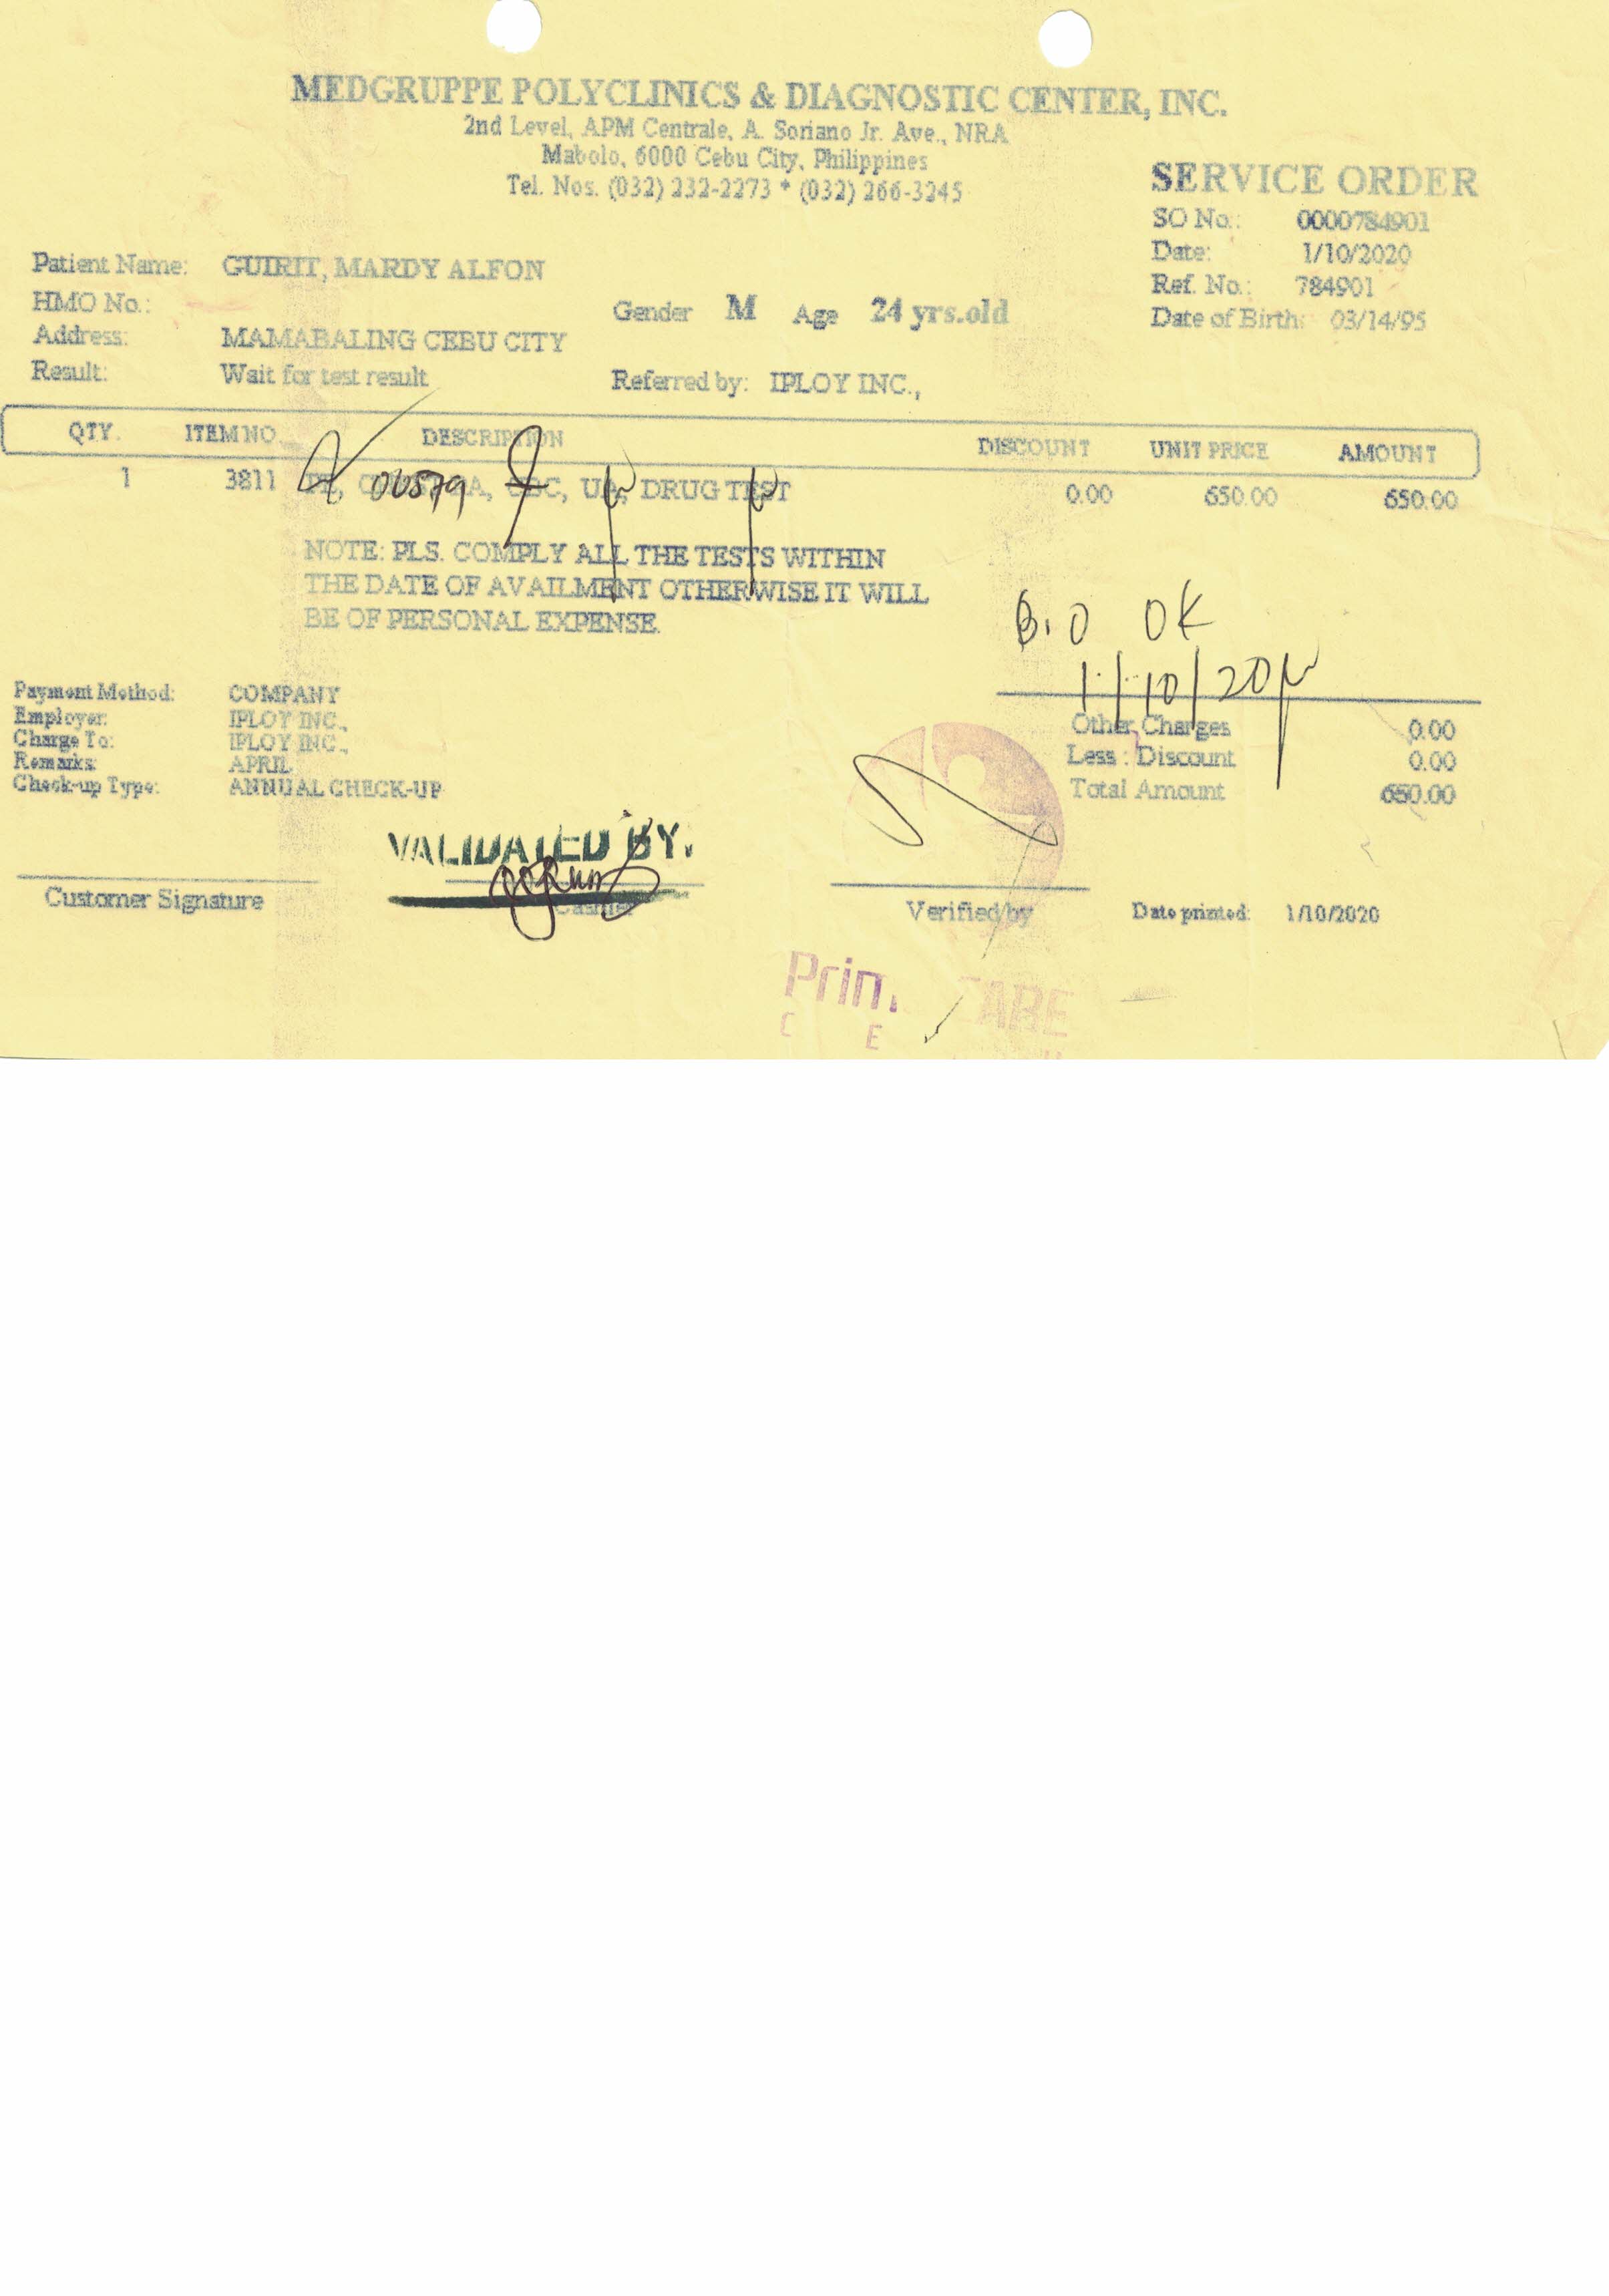 MEDGRUPPE POLYCLINICS & DIAGNOSTIC CENTER, INC.
2nd Level, APM Centrale, A. Soriano Jr. Ave., NRA
Mabolo, 6000 Cebu City, Philippines
Tel. Nos. (032) 232-2273 * (032) 266-3245
SERVICE ORDER
SO No.: 0000784901
Date: 1/10/2020
Ref. No.: 784901
Date of Birth: 03/14/95
Patient Name: GUIRIT, MARDY ALFON
HMO No.:
Gender M Age 24 yrs.old
Address: MAMABALING CEBU CITY
Result: Wait for test result
Referred by: IPLOY INC.,
QTY. ITEM NO. DESCRIPTION DISCOUNT UNIT PRICE AMOUNT
1 3811 UA, DRUG TEST 0.00 650.00 650.00
NOTE: PLS. COMPLY ALL THE TESTS WITHIN
THE DATE OF AVAILMENT OTHERWISE IT WILL
BE OF PERSONAL EXPENSE.
OK
1/10/20
Payment Method: COMPANY
Employer: IPLOY INC.,
Charge To: IPLOY INC.,
Remarks: APRIL
Check-up Type: ANNUAL CHECK-UP
Other Charges 0.00
Less : Discount 0.00
Total Amount 650.00
VALIDATED BY:
Customer Signature
Cashier
Verified by
Date printed: 1/10/2020
CARE